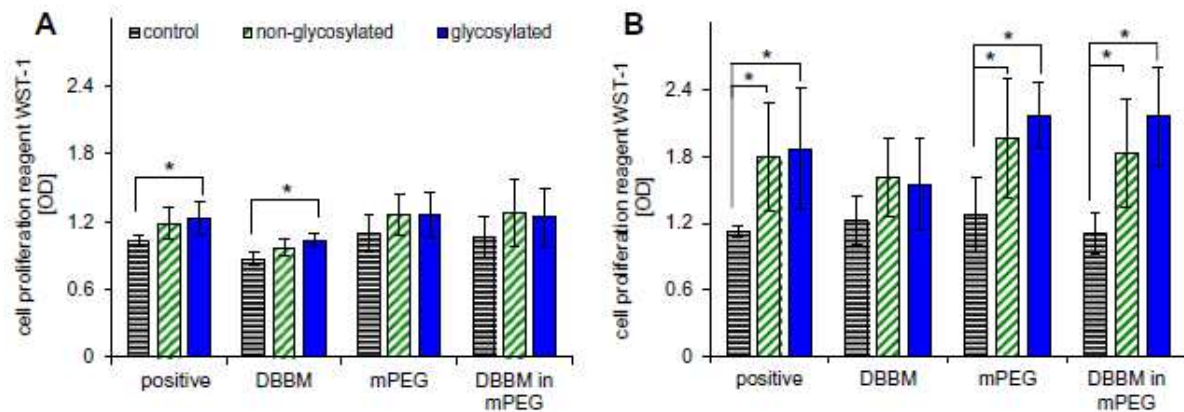 A
control non-glycosylated glycosylated
cell proliferation reagent WST-1
[OD]
2.4
1.8
1.2
0.6
0
*
*
positive DBBM mPEG DBBM in
mPEG
B
cell proliferation reagent WST-1
[OD]
2.4
1.8
1.2
0.6
0
*
*
*
*
*
*
positive DBBM mPEG DBBM in
mPEG